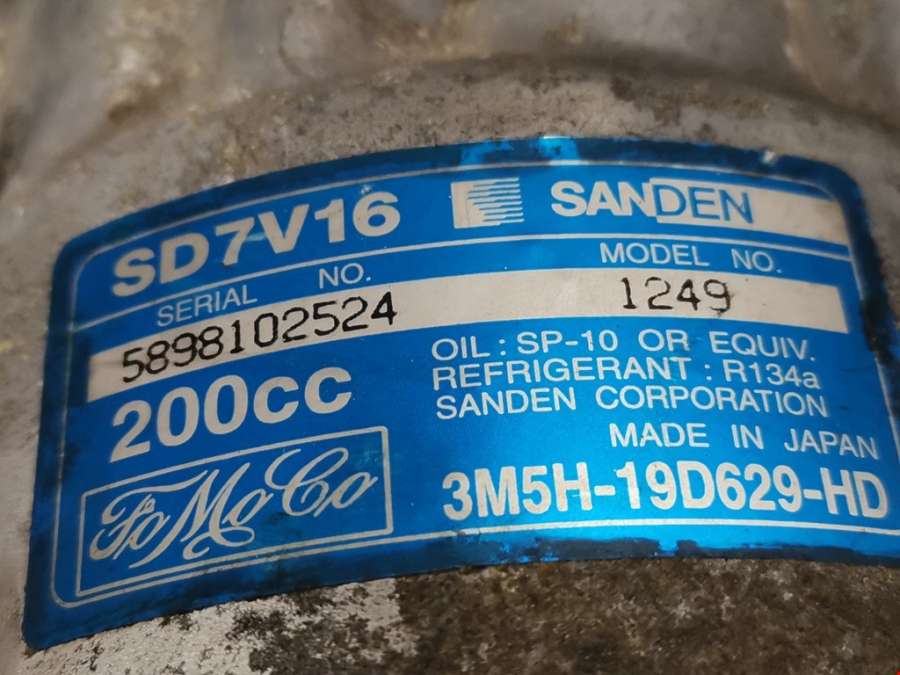 SD7V16 SANDEN
SERIAL NO. MODEL NO.
5898102524 1249
200cc
OIL : SP-10 OR EQUIV.
REFRIGERANT : R134a
SANDEN CORPORATION
MADE IN JAPAN
FoMoCo
3M5H-19D629-HD